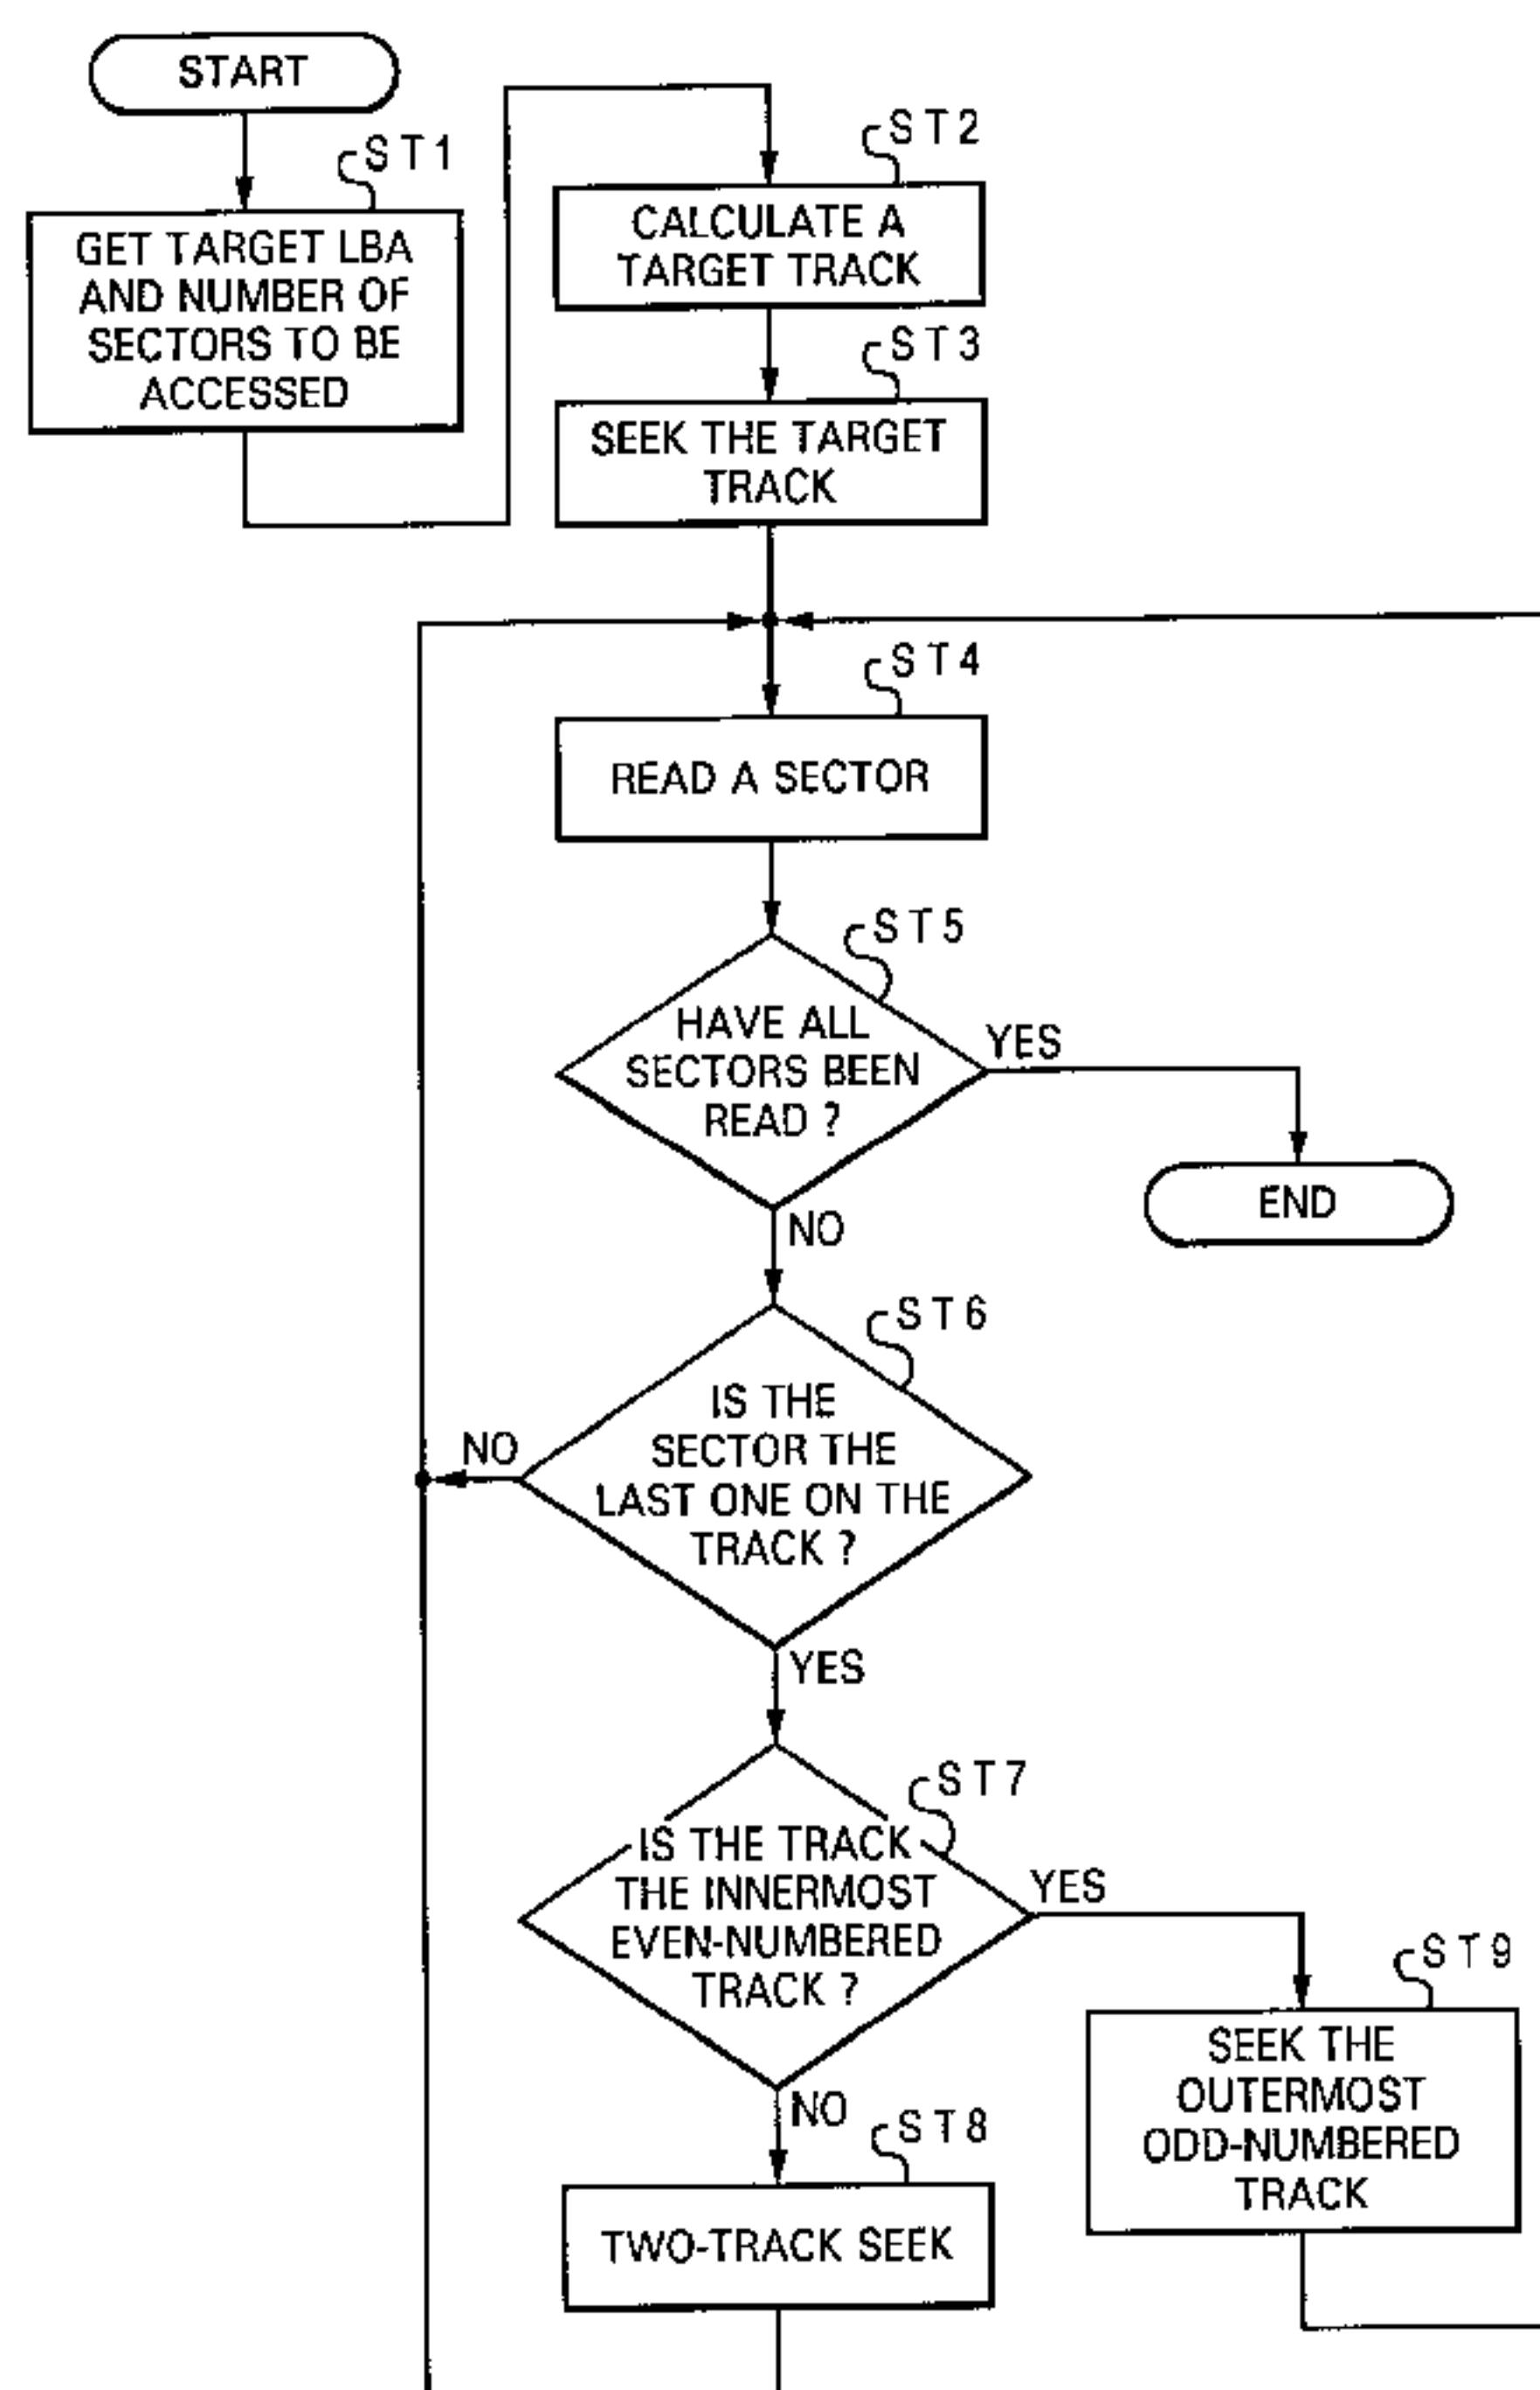 START
ST1
GET TARGET LBA
AND NUMBER OF
SECTORS TO BE
ACCESSED
ST2
CALCULATE A
TARGET TRACK
ST3
SEEK THE TARGET
TRACK
ST4
READ A SECTOR
ST5
HAVE ALL
SECTORS BEEN
READ ?
YES
END
NO
ST6
IS THE
SECTOR THE
LAST ONE ON THE
TRACK ?
NO
YES
ST7
IS THE TRACK
THE INNERMOST
EVEN-NUMBERED
TRACK ?
YES
ST9
SEEK THE
OUTERMOST
ODD-NUMBERED
TRACK
NO
ST8
TWO-TRACK SEEK